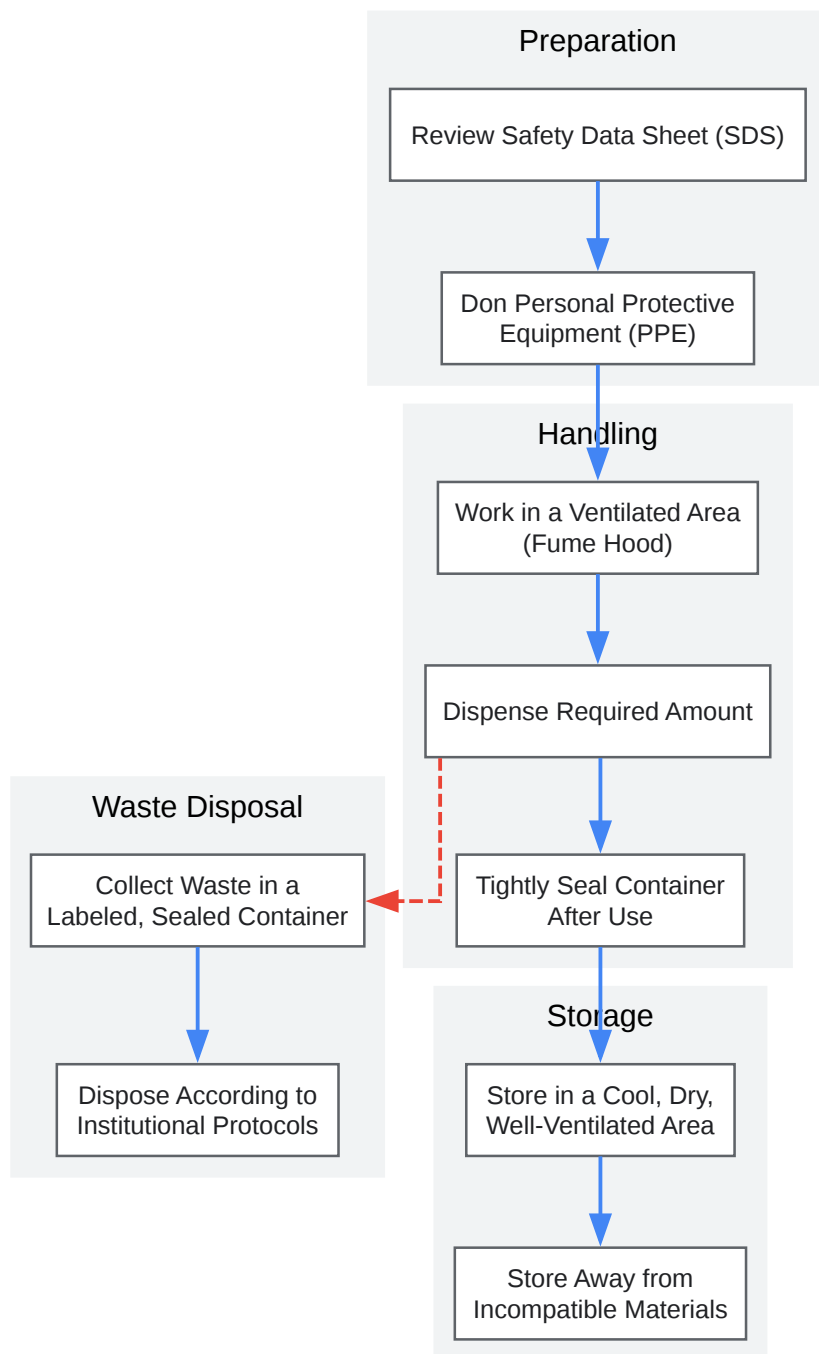 Preparation
Review Safety Data Sheet (SDS)
Don Personal Protective
Equipment (PPE)
Handling
Work in a Ventilated Area
(Fume Hood)
Dispense Required Amount
Waste Disposal
Collect Waste in a
Labeled, Sealed Container
Tightly Seal Container
After Use
Storage
Dispose According to
Institutional Protocols
Store in a Cool, Dry,
Well-Ventilated Area
Store Away from
Incompatible Materials